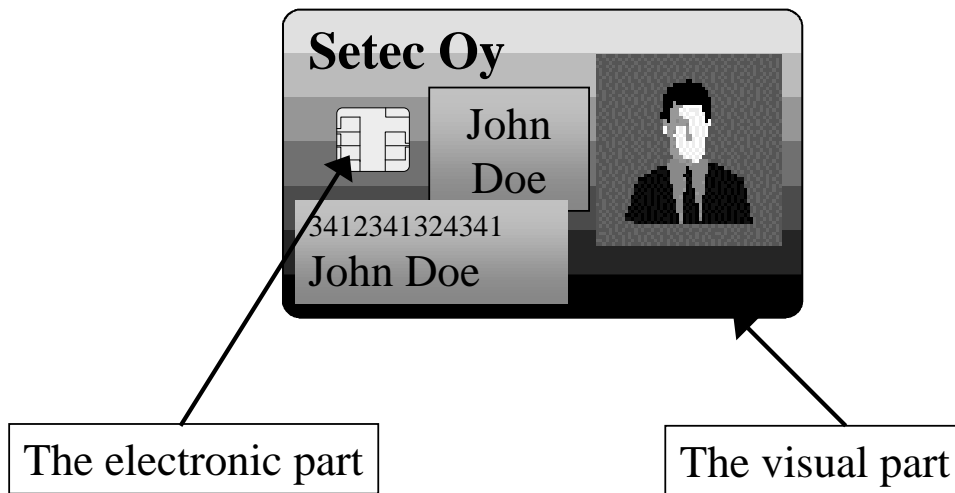 Setec Oy
John
Doe
3412341324341
John Doe
The electronic part
The visual part